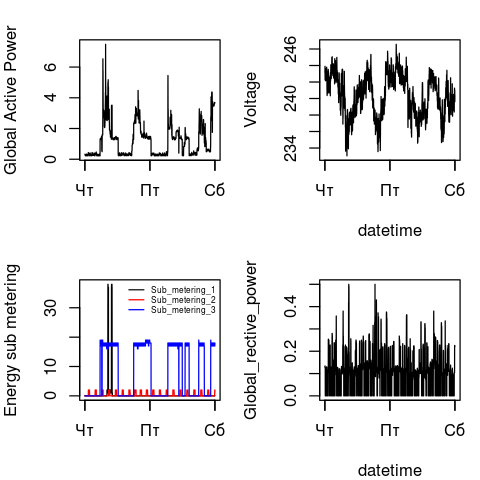 Global Active Power
0 2 4 6
Чт Пт Сб
Voltage
234 240 246
Чт Пт Сб
datetime
Energy sub metering
0 10 30
Sub_metering_1
Sub_metering_2
Sub_metering_3
Чт Пт Сб
Global_rective_power
0.0 0.2 0.4
Чт Пт Сб
datetime